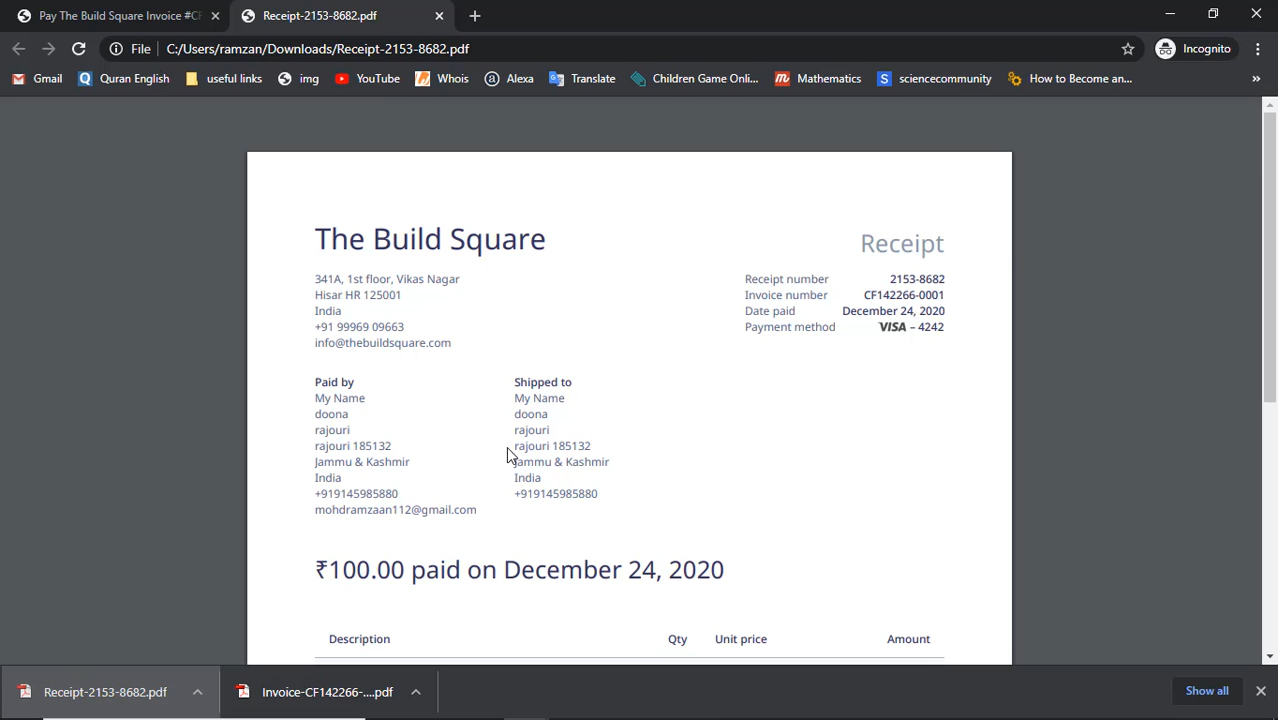 Pay The Build Square Invoice #CF
Receipt-2153-8682.pdf
File C:/Users/ramzan/Downloads/Receipt-2153-8682.pdf
Incognito
Gmail Quran English useful links img YouTube Whois Alexa Translate Children Game Onli... Mathematics sciencecommunity How to Become an... »
The Build Square
Receipt
341A, 1st floor, Vikas Nagar
Hisar HR 125001
India
+91 99969 09663
info@thebuildsquare.com
Receipt number 2153-8682
Invoice number CF142266-0001
Date paid December 24, 2020
Payment method VISA – 4242
Paid by
My Name
doona
rajouri
rajouri 185132
Jammu & Kashmir
India
+919145985880
mohdramzaan112@gmail.com
Shipped to
My Name
doona
rajouri
rajouri 185132
Jammu & Kashmir
India
+919145985880
₹100.00 paid on December 24, 2020
Description Qty Unit price Amount
Receipt-2153-8682.pdf
Invoice-CF142266-....pdf
Show all